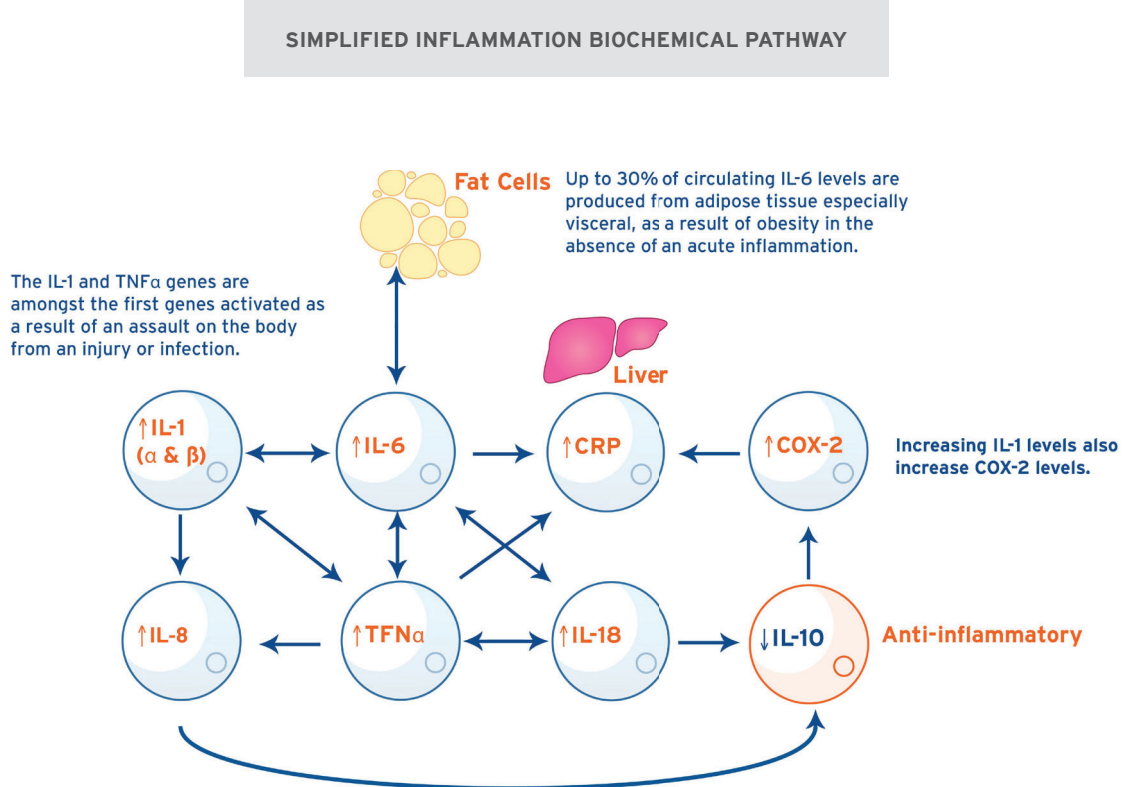 SIMPLIFIED INFLAMMATION BIOCHEMICAL PATHWAY
Fat Cells
Up to 30% of circulating IL-6 levels are
produced from adipose tissue especially
visceral, as a result of obesity in the
absence of an acute inflammation.
The IL-1 and TNFα genes are
amongst the first genes activated as
a result of an assault on the body
from an injury or infection.
Liver
↑IL-1
(α & β)
↑IL-6
↑CRP
↑COX-2
Increasing IL-1 levels also
increase COX-2 levels.
↑IL-8
↑TFNα
↑IL-18
↓IL-10
Anti-inflammatory